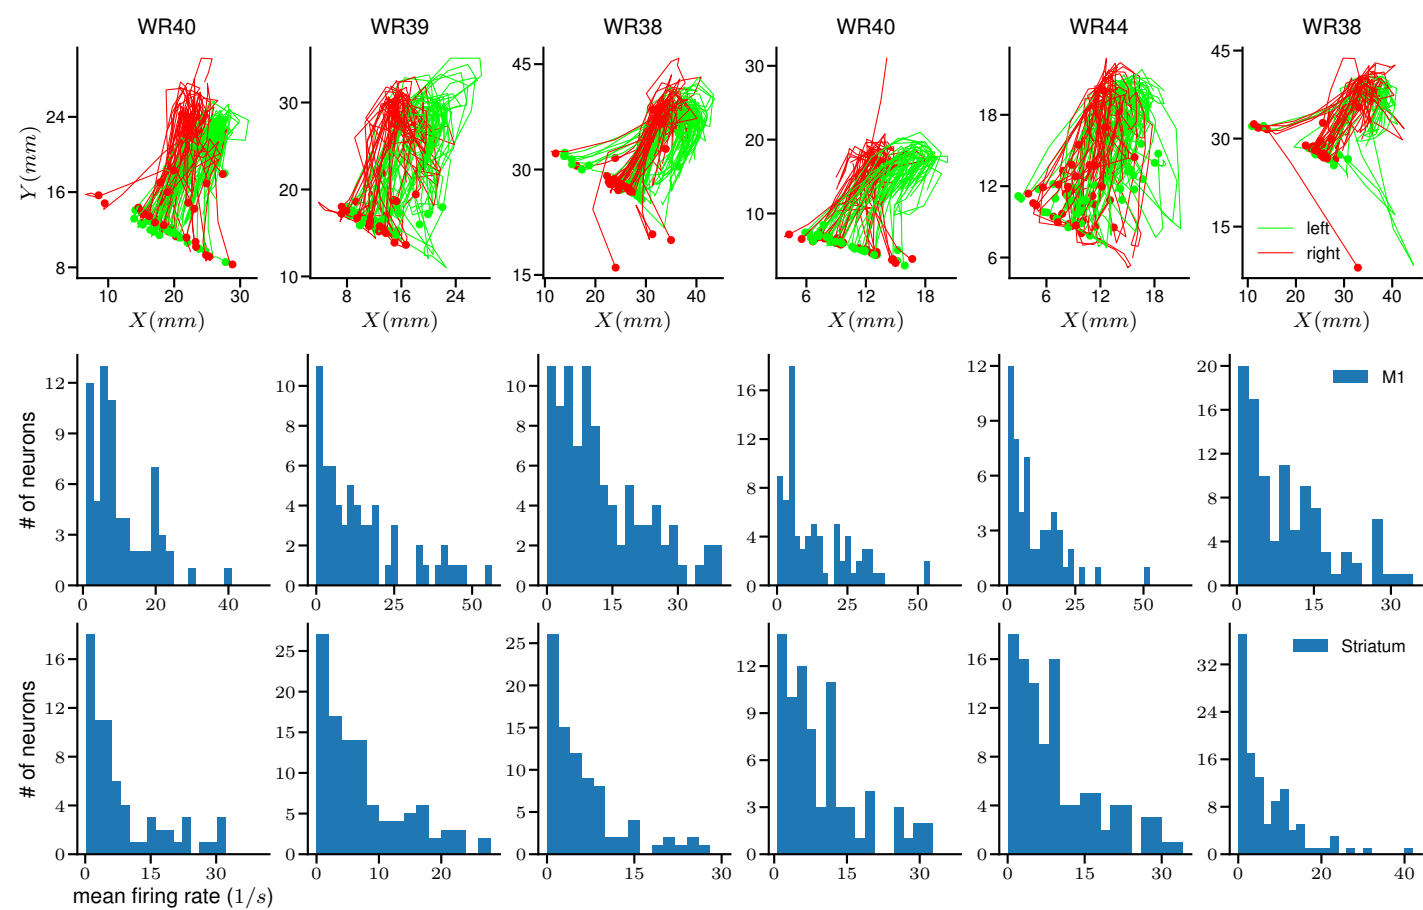 WR40 WR39 WR38 WR40 WR44 WR38
Y(mm)
24 16 8
10 20 30
X(mm)
30 20 10
8 16 24
X(mm)
45 30 15
10 20 30 40
X(mm)
30 20 10
6 12 18
X(mm)
18 12 6
6 12 18
X(mm)
45 30 15
10 20 30 40
X(mm)
left
right
# of neurons
12 9 6 3 0
0 20 40
10 8 6 4 2 0
0 25 50
10 8 6 4 2 0
0 15 30
16 12 8 4 0
0 25 50
12 9 6 3 0
0 25 50
20 16 12 8 4 0
0 15 30
M1
# of neurons
16 12 8 4 0
0 15 30
25 20 15 10 5 0
0 10 20
25 20 15 10 5 0
0 10 20 30
12 9 6 3 0
0 15 30
16 12 8 4 0
0 15 30
32 24 16 8 0
0 20 40
Striatum
mean firing rate (1/s)